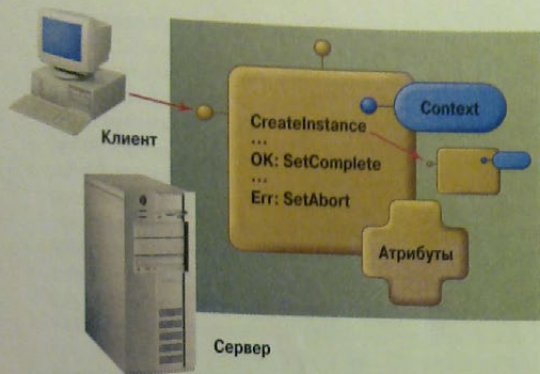 Клиент
Context
CreateInstance
...
OK: SetComplete
...
Err: SetAbort
Атрибуты
Сервер